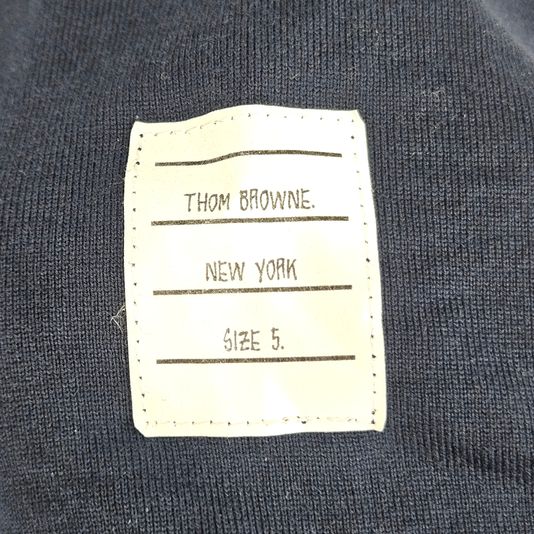 THOM BROWNE.
NEW YORK
SIZE 5.